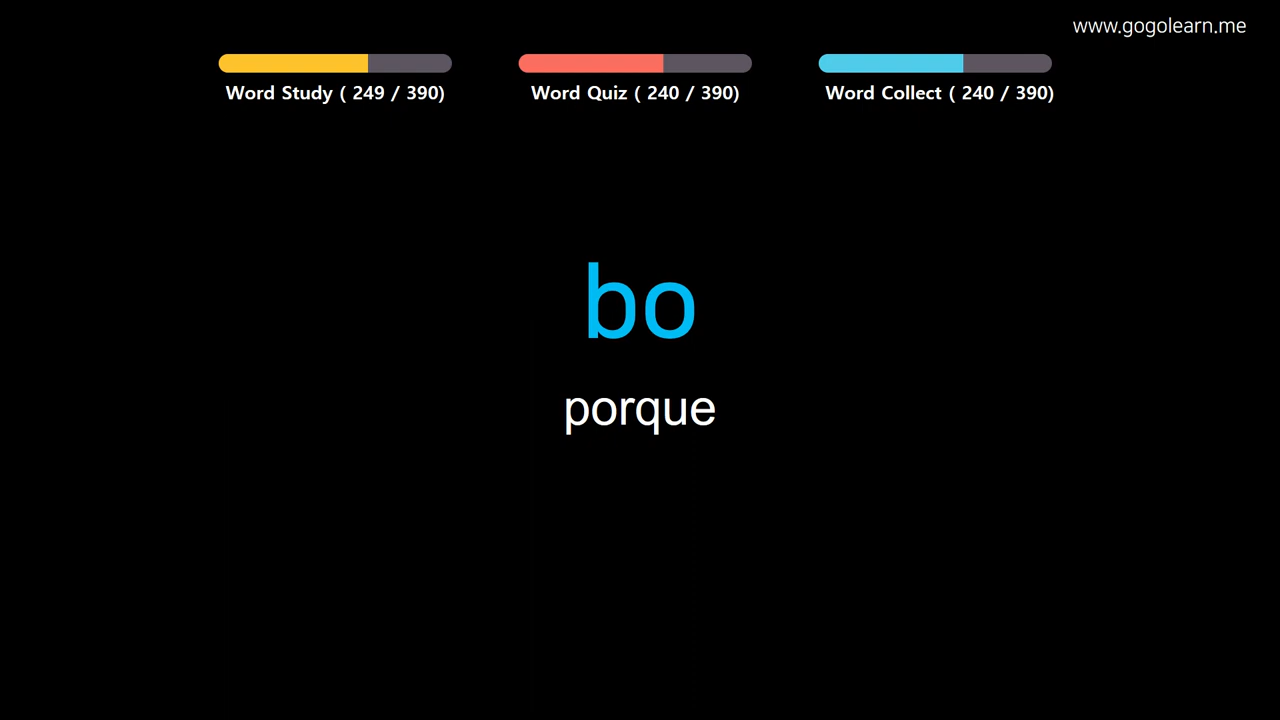 www.gogolearn.me
Word Study ( 249 / 390)
Word Quiz ( 240 / 390)
Word Collect ( 240 / 390)
bo
porque